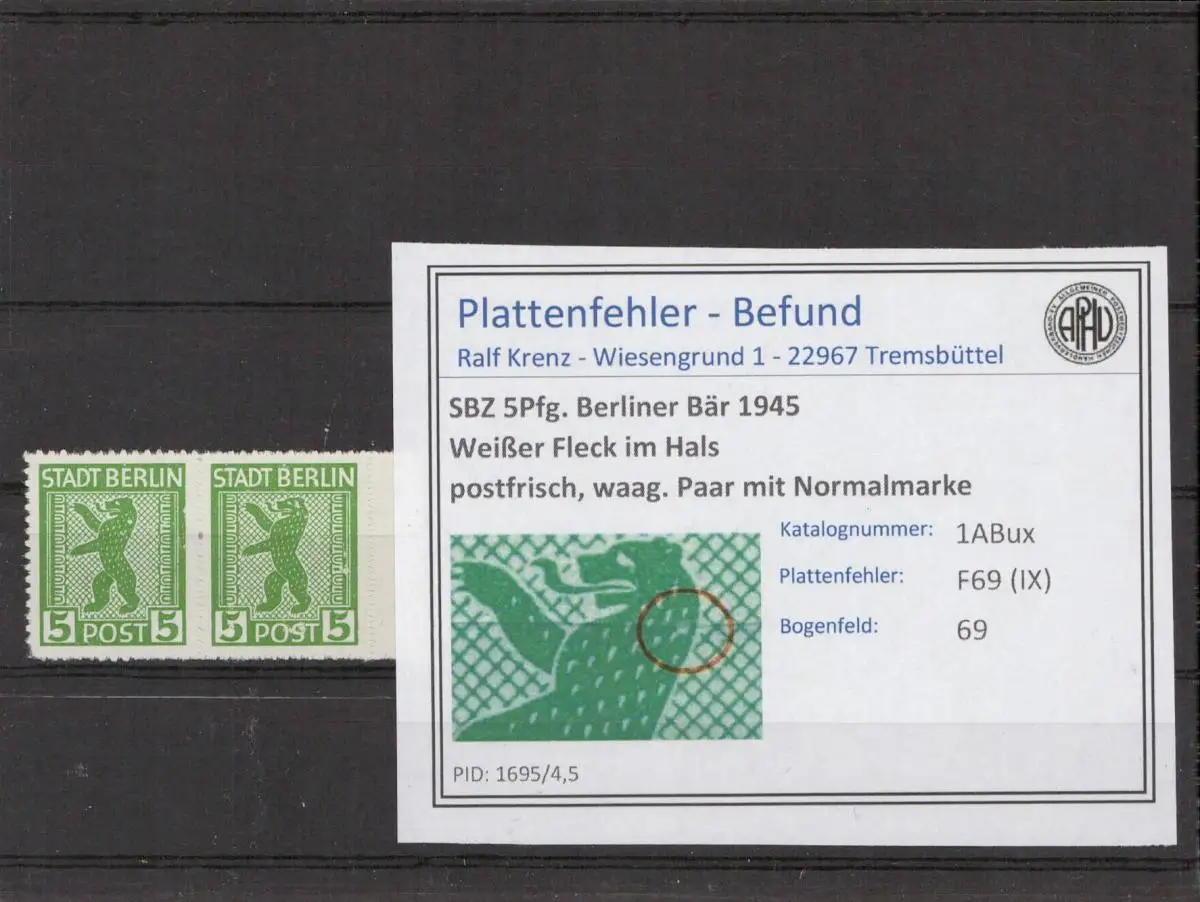 STADT BERLIN STADT BERLIN
5 POST 5 5 POST 5
Plattenfehler - Befund
Ralf Krenz - Wiesengrund 1 - 22967 Tremsbüttel
APHV
SBZ 5Pfg. Berliner Bär 1945
Weißer Fleck im Hals
postfrisch, waag. Paar mit Normalmarke
Katalognummer: 1ABux
Plattenfehler: F69 (IX)
Bogenfeld: 69
PID: 1695/4,5